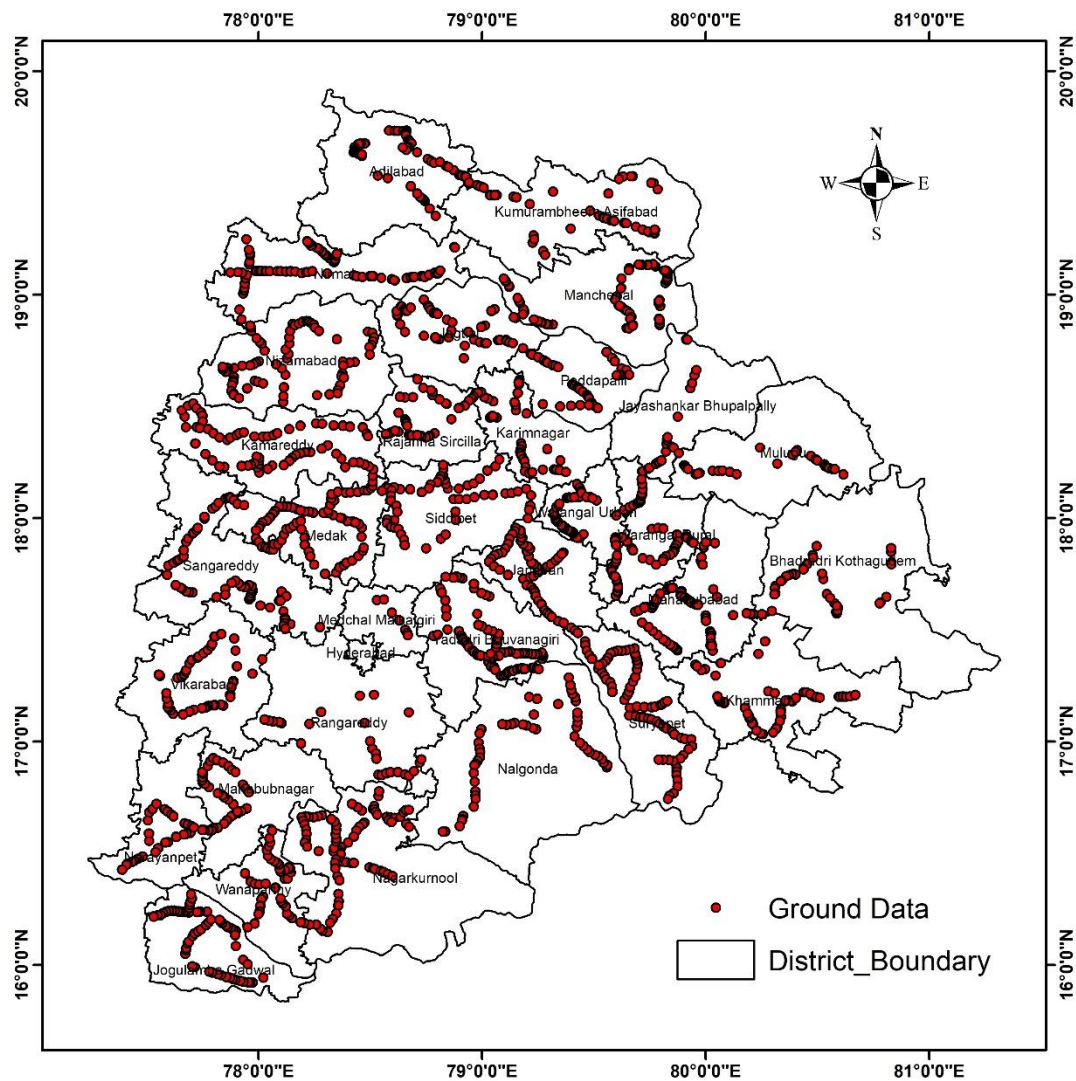 78°0'0"E 79°0'0"E 80°0'0"E 81°0'0"E
20°0'0"N 20°0'0"N
N
W E
S
Adilabad
Kumurambheem Asifabad
Nirmal
19°0'0"N 19°0'0"N
Mancherial
Jagtial
Nizamabad
Peddapalli
Jayashankar Bhupalpally
Karimnagar
Rajanna Sircilla
Kamareddy
Mulugu
18°0'0"N 18°0'0"N
Siddipet
Warangal Urban
Medak
Warangal Rural
Sangareddy
Jangaon
Bhadradri Kothagudem
Mahabubabad
Medchal Malkajgiri
Yadadri Bhuvanagiri
Hyderabad
Vikarabad
Khammam
Rangareddy
Suryapet
17°0'0"N 17°0'0"N
Nalgonda
Mahabubnagar
Narayanpet
Nagarkurnool
Wanaparthy
Ground Data
Jogulamba Gadwal
District_Boundary
16°0'0"N 16°0'0"N
78°0'0"E 79°0'0"E 80°0'0"E 81°0'0"E